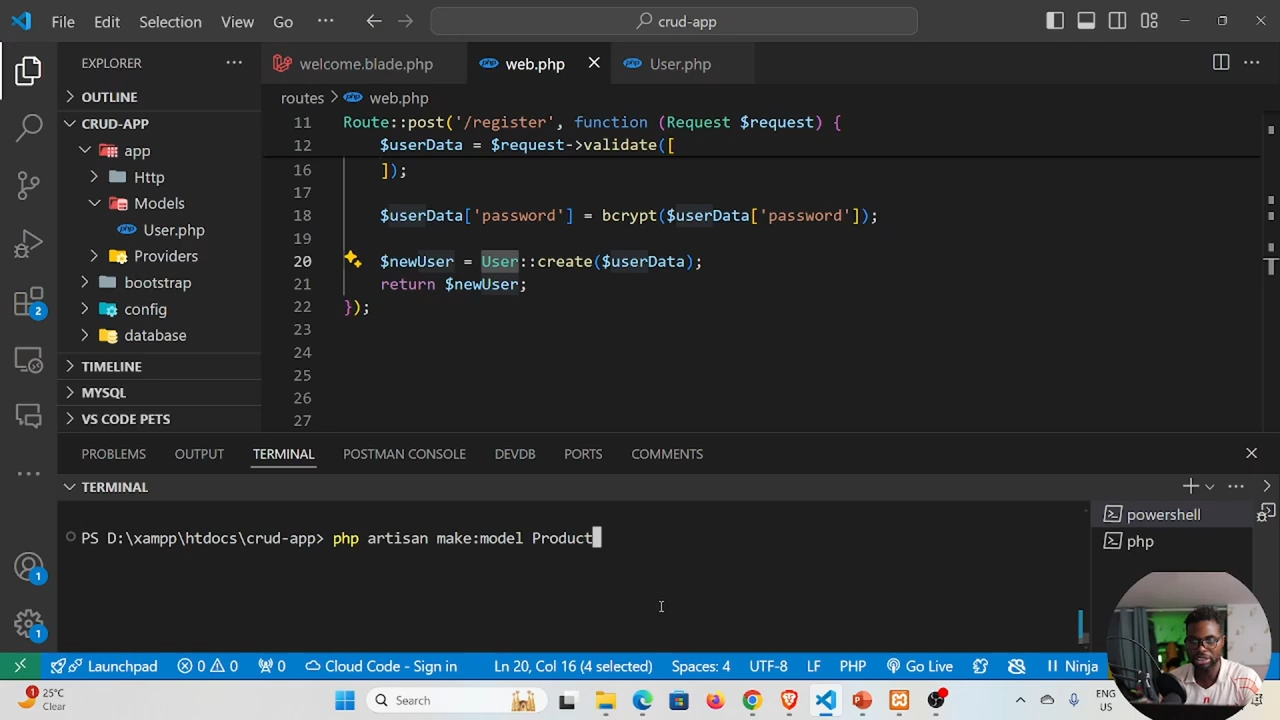 File Edit Selection View Go ··· crud-app
EXPLORER ···
OUTLINE
CRUD-APP
app
Http
Models
User.php
Providers
bootstrap
config
database
TIMELINE
MYSQL
VS CODE PETS
welcome.blade.php web.php User.php
routes > web.php
11 Route::post('/register', function (Request $request) {
12 $userData = $request->validate([
16 ]);
17
18 $userData['password'] = bcrypt($userData['password']);
19
20 $newUser = User::create($userData);
21 return $newUser;
22 });
23
24
25
26
27
2
1
1
PROBLEMS OUTPUT TERMINAL POSTMAN CONSOLE DEVDB PORTS COMMENTS
TERMINAL
PS D:\xampp\htdocs\crud-app> php artisan make:model Product
powershell
php
Launchpad 0 0 0 Cloud Code - Sign in Ln 20, Col 16 (4 selected) Spaces: 4 UTF-8 LF PHP Go Live Ninja
1 25°C
Clear
Search
ENG
US